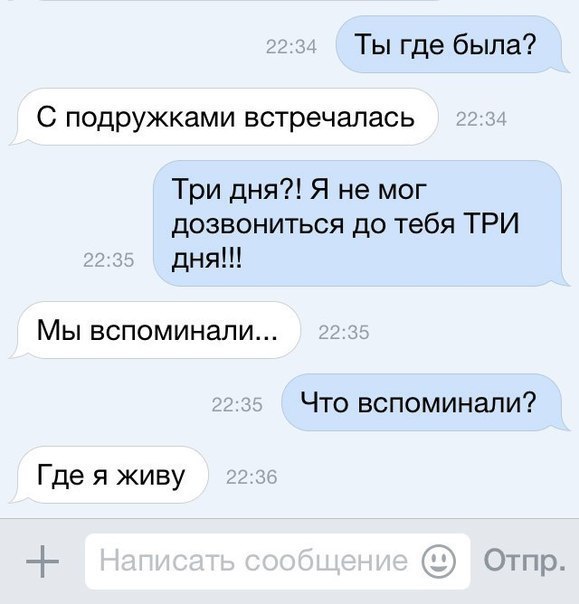 Ты где была?
22:34
С подружками встречалась
22:34
Три дня?! Я не мог
дозвониться до тебя ТРИ
дня!!!
22:35
Мы вспоминали...
22:35
Что вспоминали?
22:35
Где я живу
22:36
Написать сообщение
Отпр.